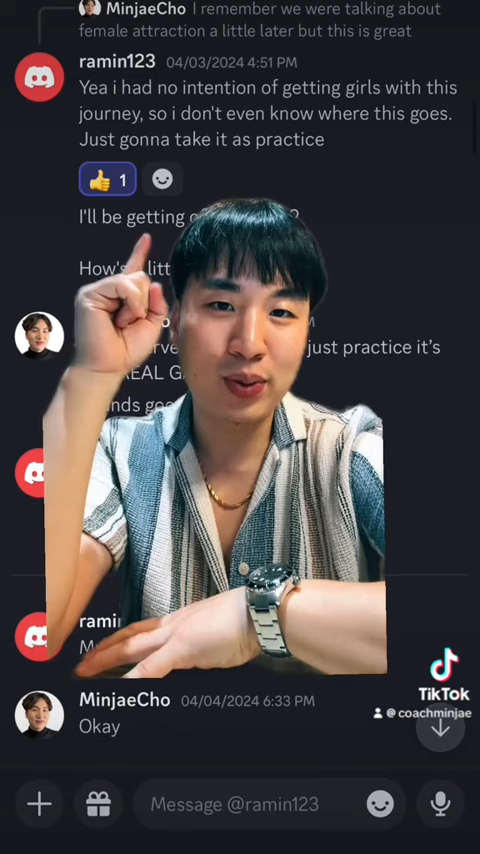 MinjaeCho I remember we were talking about
female attraction a little later but this is great
ramin123 04/03/2024 4:51 PM
Yea i had no intention of getting girls with this
journey, so i don't even know where this goes.
Just gonna take it as practice
👍 1
I'll be getting
How's
just practice it's
REAL
ramin
MinjaeCho 04/04/2024 6:33 PM
Okay
TikTok
@coachminjae
Message @ramin123